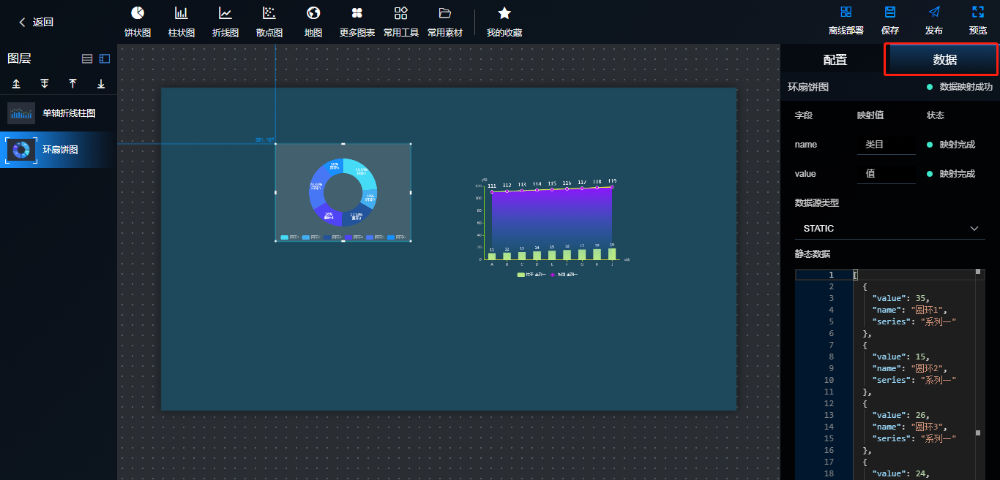 返回
饼状图 柱状图 折线图 散点图 地图 更多图表 常用工具 常用素材 我的收藏
离线部署 保存 发布 预览
图层
单轴折线柱图
环扇饼图
111 112 113 114 115 116 117 118 119
120
100
80
60
40
20
0
11 12 13 14 15 16 17 18 19
A B C D E F G H I
配置 数据
环扇饼图 数据映射成功
字段 映射值 状态
name 类目 映射完成
value 值 映射完成
数据源类型
STATIC
静态数据
1 [
2 {
3 "value": 35,
4 "name": "圆环1",
5 "series": "系列一"
6 },
7 {
8 "value": 15,
9 "name": "圆环2",
10 "series": "系列一"
11 },
12 {
13 "value": 26,
14 "name": "圆环3",
15 "series": "系列一"
16 },
17 {
18 "value": 24,